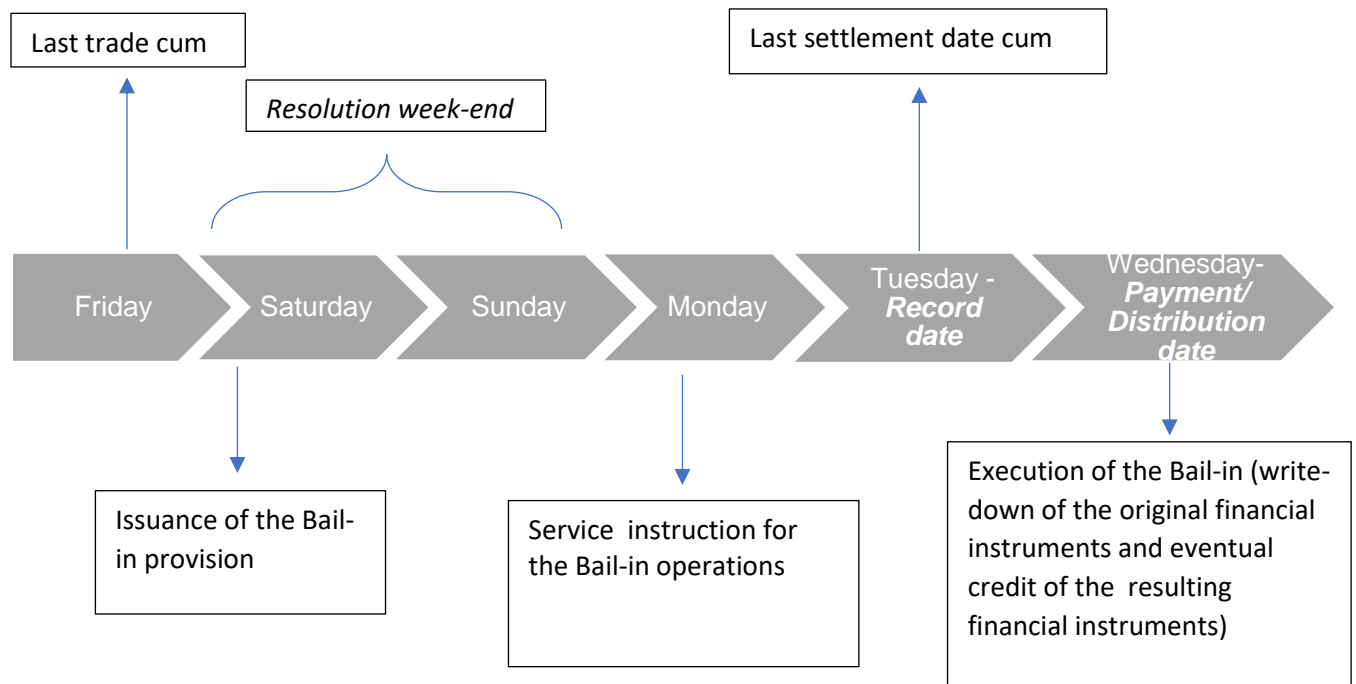 Last trade cum
Last settlement date cum
Resolution week-end
Friday
Saturday
Sunday
Monday
Tuesday -
Record
date
Wednesday-
Payment/
Distribution
date
Issuance of the Bail-
in provision
Service  instruction for
the Bail-in operations
Execution of the Bail-in (write-
down of the original financial
instruments and eventual
credit of the  resulting
financial instruments)